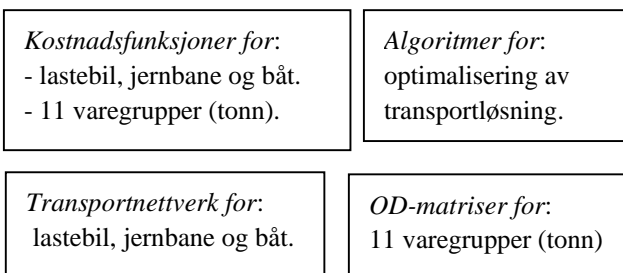 Kostnadsfunksjoner for:
- lastebil, jernbane og båt.
- 11 varegrupper (tonn).
Algoritmer for:
optimalisering av
transportløsning.
Transportnettverk for:
lastebil, jernbane og båt.
OD-matriser for:
11 varegrupper (tonn)